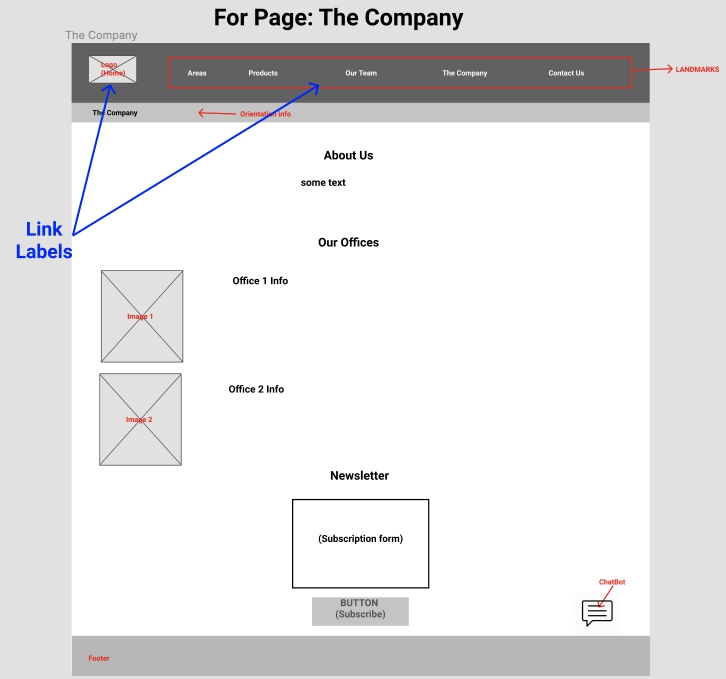 For Page: The Company
The Company
Logo
(Home)
Areas
Products
Our Team
The Company
Contact Us
LANDMARKS
The Company
Orientation info
About Us
some text
Link
Labels
Our Offices
Office 1 Info
Image 1
Office 2 Info
Image 2
Newsletter
(Subscription form)
ChatBot
BUTTON
(Subscribe)
Footer